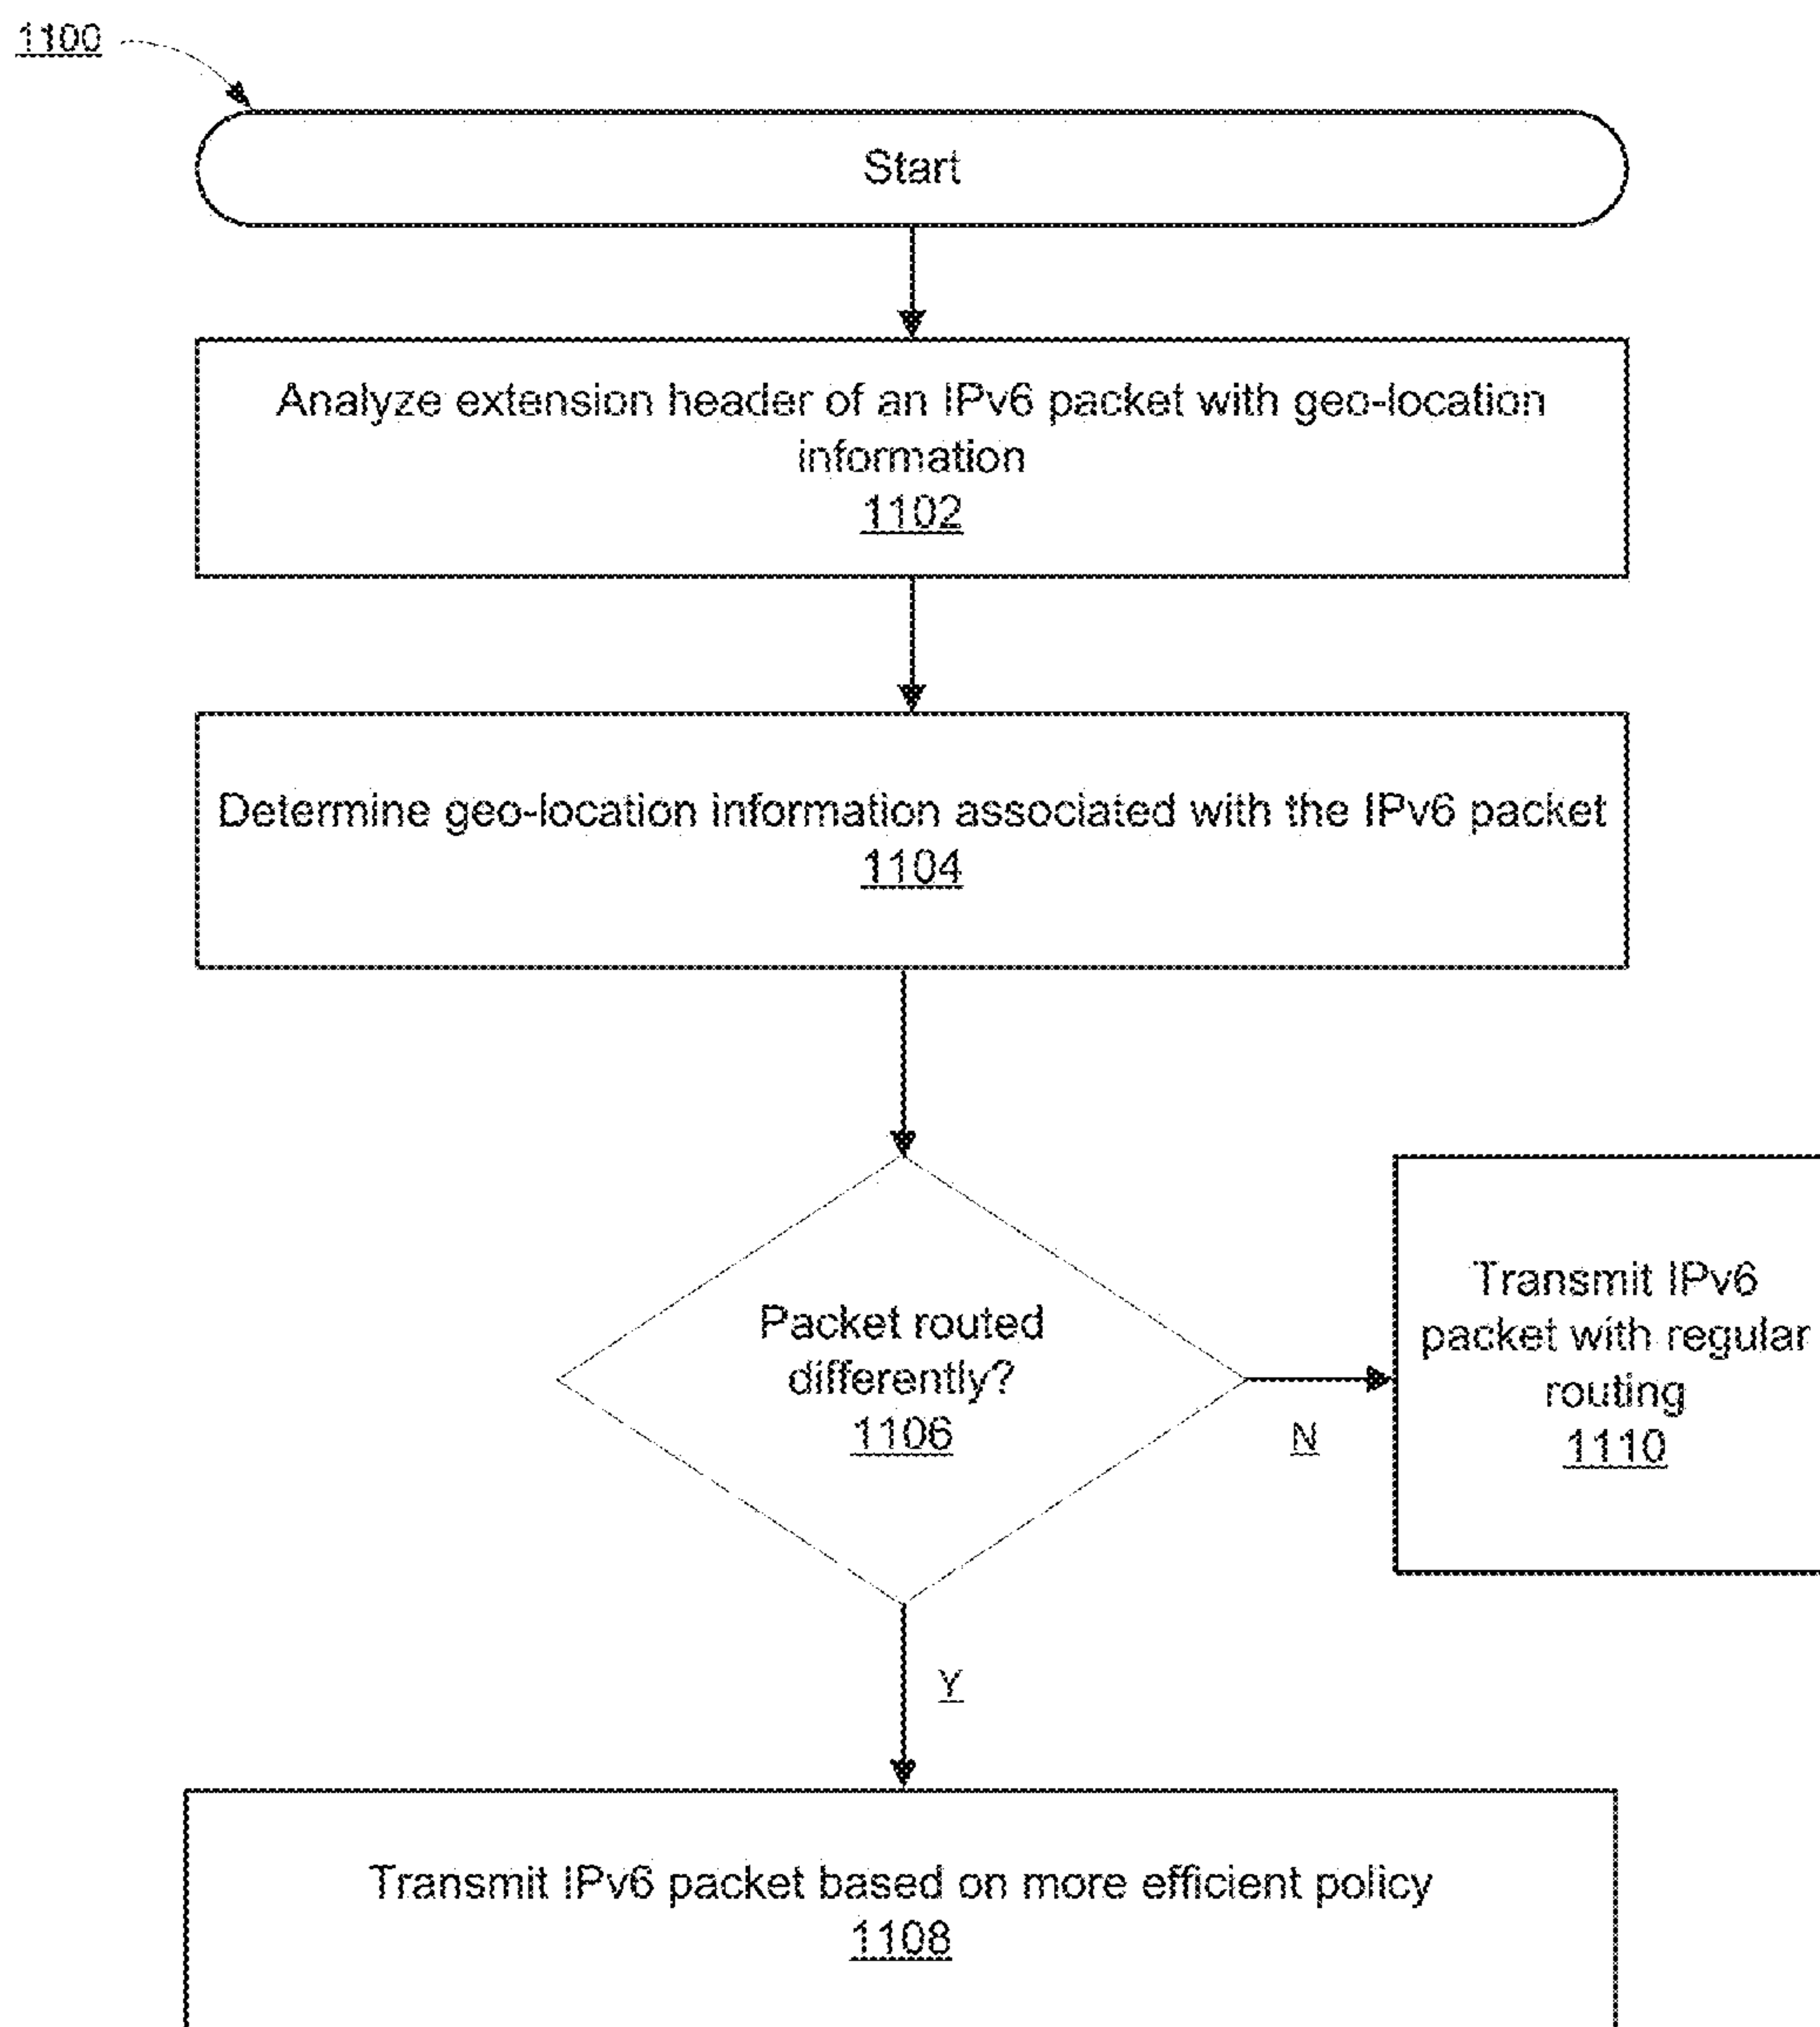 1100
Start
Analyze extension header of an IPv6 packet with geo-location
information
1102
Determine geo-location information associated with the IPv6 packet
1104
Packet routed
differently?
1106
N
Transmit IPv6
packet with regular
routing
1110
Y
Transmit IPv6 packet based on more efficient policy
1108